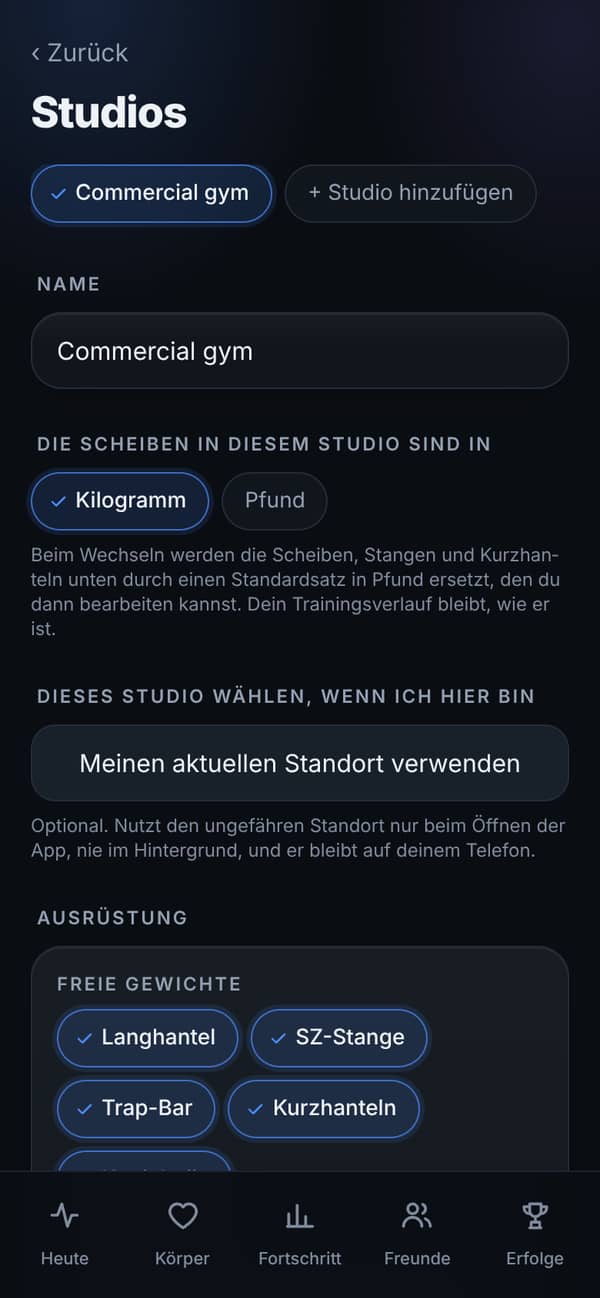 ‹ Zurück
Studios
✓ Commercial gym
+ Studio hinzufügen
NAME
Commercial gym
DIE SCHEIBEN IN DIESEM STUDIO SIND IN
✓ Kilogramm
Pfund
Beim Wechseln werden die Scheiben, Stangen und Kurzhan-
teln unten durch einen Standardsatz in Pfund ersetzt, den du
dann bearbeiten kannst. Dein Trainingsverlauf bleibt, wie er
ist.
DIESES STUDIO WÄHLEN, WENN ICH HIER BIN
Meinen aktuellen Standort verwenden
Optional. Nutzt den ungefähren Standort nur beim Öffnen der
App, nie im Hintergrund, und er bleibt auf deinem Telefon.
AUSRÜSTUNG
FREIE GEWICHTE
✓ Langhantel
✓ SZ-Stange
✓ Trap-Bar
✓ Kurzhanteln
Heute
Körper
Fortschritt
Freunde
Erfolge